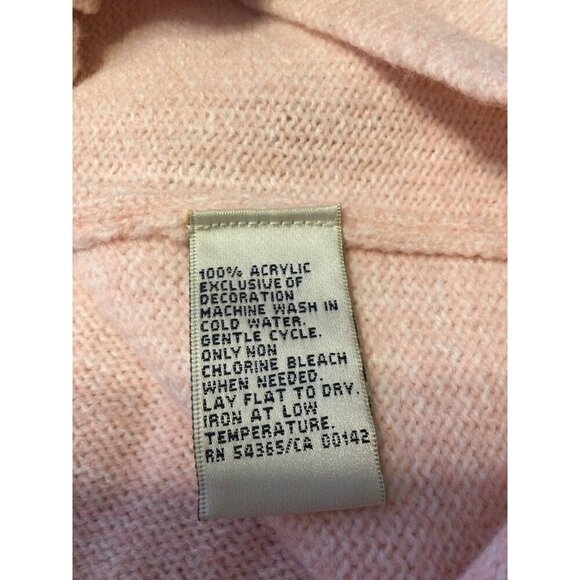 100% ACRYLIC
EXCLUSIVE OF
DECORATION
MACHINE WASH IN
COLD WATER.
GENTLE CYCLE.
ONLY NON
CHLORINE BLEACH
WHEN NEEDED.
LAY FLAT TO DRY.
IRON AT LOW
TEMPERATURE.
RN 54365/CA 00142